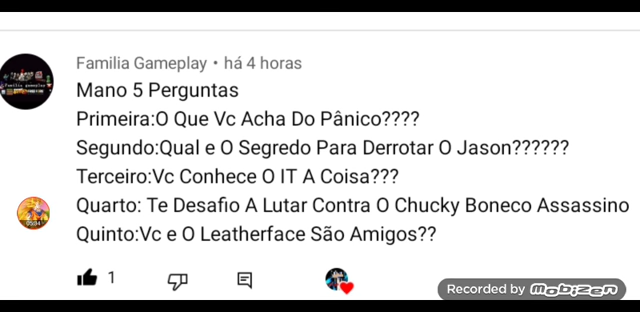 Familia Gameplay • há 4 horas
Mano 5 Perguntas
Primeira:O Que Vc Acha Do Pânico????
Segundo:Qual e O Segredo Para Derrotar O Jason??????
Terceiro:Vc Conhece O IT A Coisa???
Quarto: Te Desafio A Lutar Contra O Chucky Boneco Assassino
Quinto:Vc e O Leatherface São Amigos??
1
Recorded by Mobizen